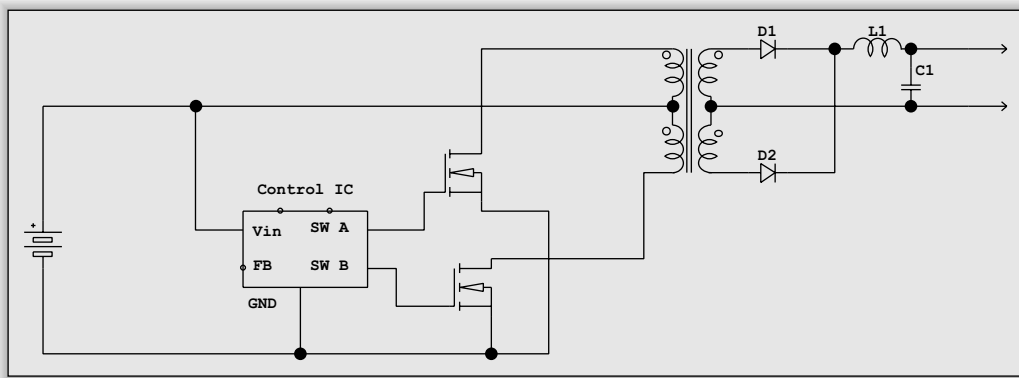 D1
L1
C1
D2
Control IC
Vin
SW A
FB
SW B
GND
+